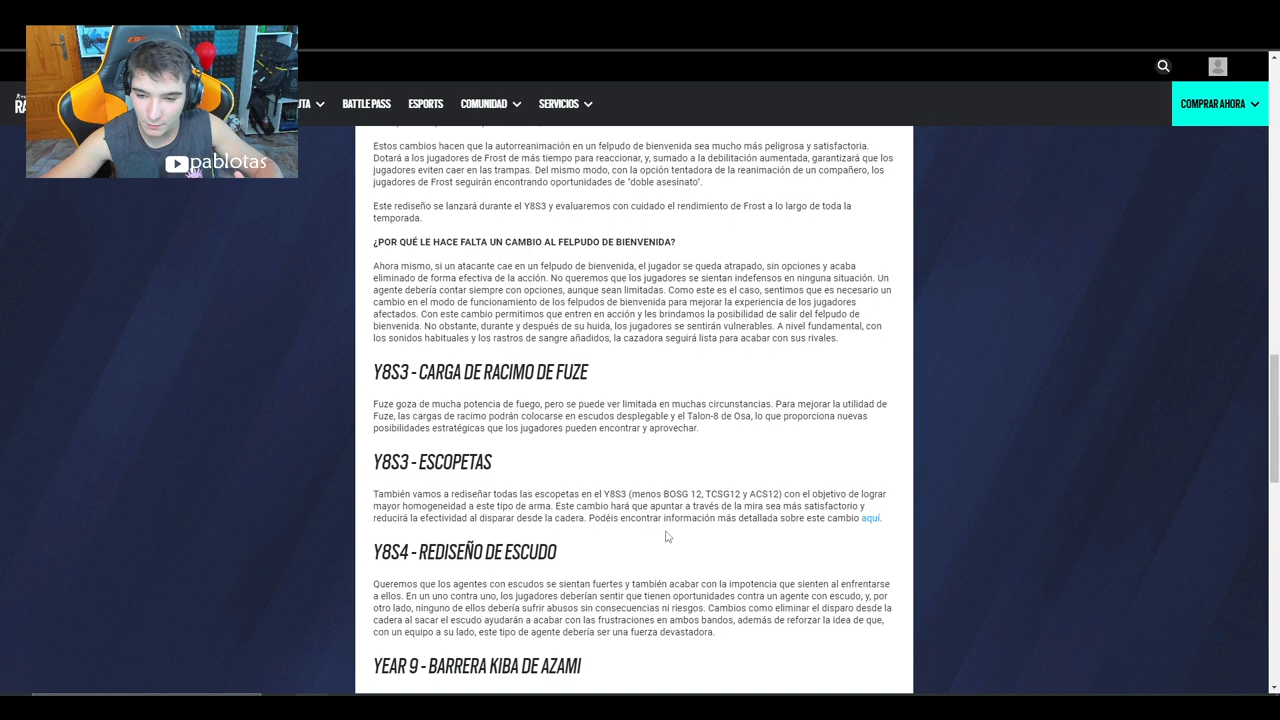 RA
UTA
BATTLE PASS
ESPORTS
COMUNIDAD
SERVICIOS
COMPRAR AHORA
pablotas
Estos cambios hacen que la autorreanimación en un felpudo de bienvenida sea mucho más peligrosa y satisfactoria.
Dotará a los jugadores de Frost de más tiempo para reaccionar, y, sumado a la debilitación aumentada, garantizará que los
jugadores eviten caer en las trampas. Del mismo modo, con la opción tentadora de la reanimación de un compañero, los
jugadores de Frost seguirán encontrando oportunidades de "doble asesinato".
Este rediseño se lanzará durante el Y8S3 y evaluaremos con cuidado el rendimiento de Frost a lo largo de toda la
temporada.
¿POR QUÉ LE HACE FALTA UN CAMBIO AL FELPUDO DE BIENVENIDA?
Ahora mismo, si un atacante cae en un felpudo de bienvenida, el jugador se queda atrapado, sin opciones y acaba
eliminado de forma efectiva de la acción. No queremos que los jugadores se sientan indefensos en ninguna situación. Un
agente debería contar siempre con opciones, aunque sean limitadas. Como este es el caso, sentimos que es necesario un
cambio en el modo de funcionamiento de los felpudos de bienvenida para mejorar la experiencia de los jugadores
afectados. Con este cambio permitimos que entren en acción y les brindamos la posibilidad de salir del felpudo de
bienvenida. No obstante, durante y después de su huida, los jugadores se sentirán vulnerables. A nivel fundamental, con
los sonidos habituales y los rastros de sangre añadidos, la cazadora seguirá lista para acabar con sus rivales.
Y8S3 - CARGA DE RACIMO DE FUZE
Fuze goza de mucha potencia de fuego, pero se puede ver limitada en muchas circunstancias. Para mejorar la utilidad de
Fuze, las cargas de racimo podrán colocarse en escudos desplegable y el Talon-8 de Osa, lo que proporciona nuevas
posibilidades estratégicas que los jugadores pueden encontrar y aprovechar.
Y8S3 - ESCOPETAS
También vamos a rediseñar todas las escopetas en el Y8S3 (menos BOSG 12, TCSG12 y ACS12) con el objetivo de lograr
mayor homogeneidad a este tipo de arma. Este cambio hará que apuntar a través de la mira sea más satisfactorio y
reducirá la efectividad al disparar desde la cadera. Podéis encontrar información más detallada sobre este cambio aquí.
Y8S4 - REDISEÑO DE ESCUDO
Queremos que los agentes con escudos se sientan fuertes y también acabar con la impotencia que sienten al enfrentarse
a ellos. En un uno contra uno, los jugadores deberían sentir que tienen oportunidades contra un agente con escudo, y, por
otro lado, ninguno de ellos debería sufrir abusos sin consecuencias ni riesgos. Cambios como eliminar el disparo desde la
cadera al sacar el escudo ayudarán a acabar con las frustraciones en ambos bandos, además de reforzar la idea de que,
con un equipo a su lado, este tipo de agente debería ser una fuerza devastadora.
YEAR 9 - BARRERA KIBA DE AZAMI